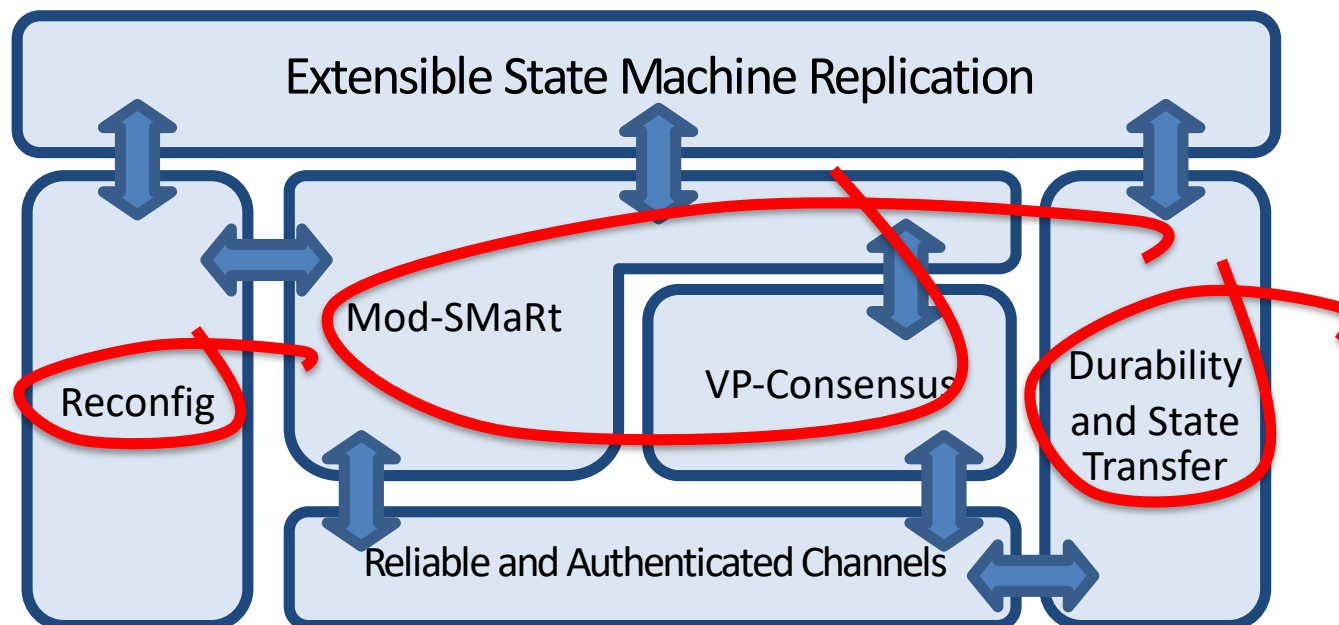 Extensible State Machine Replication
Mod-SMaRt
VP-Consensus
Reconfig
Durability
and State
Transfer
Reliable and Authenticated Channels